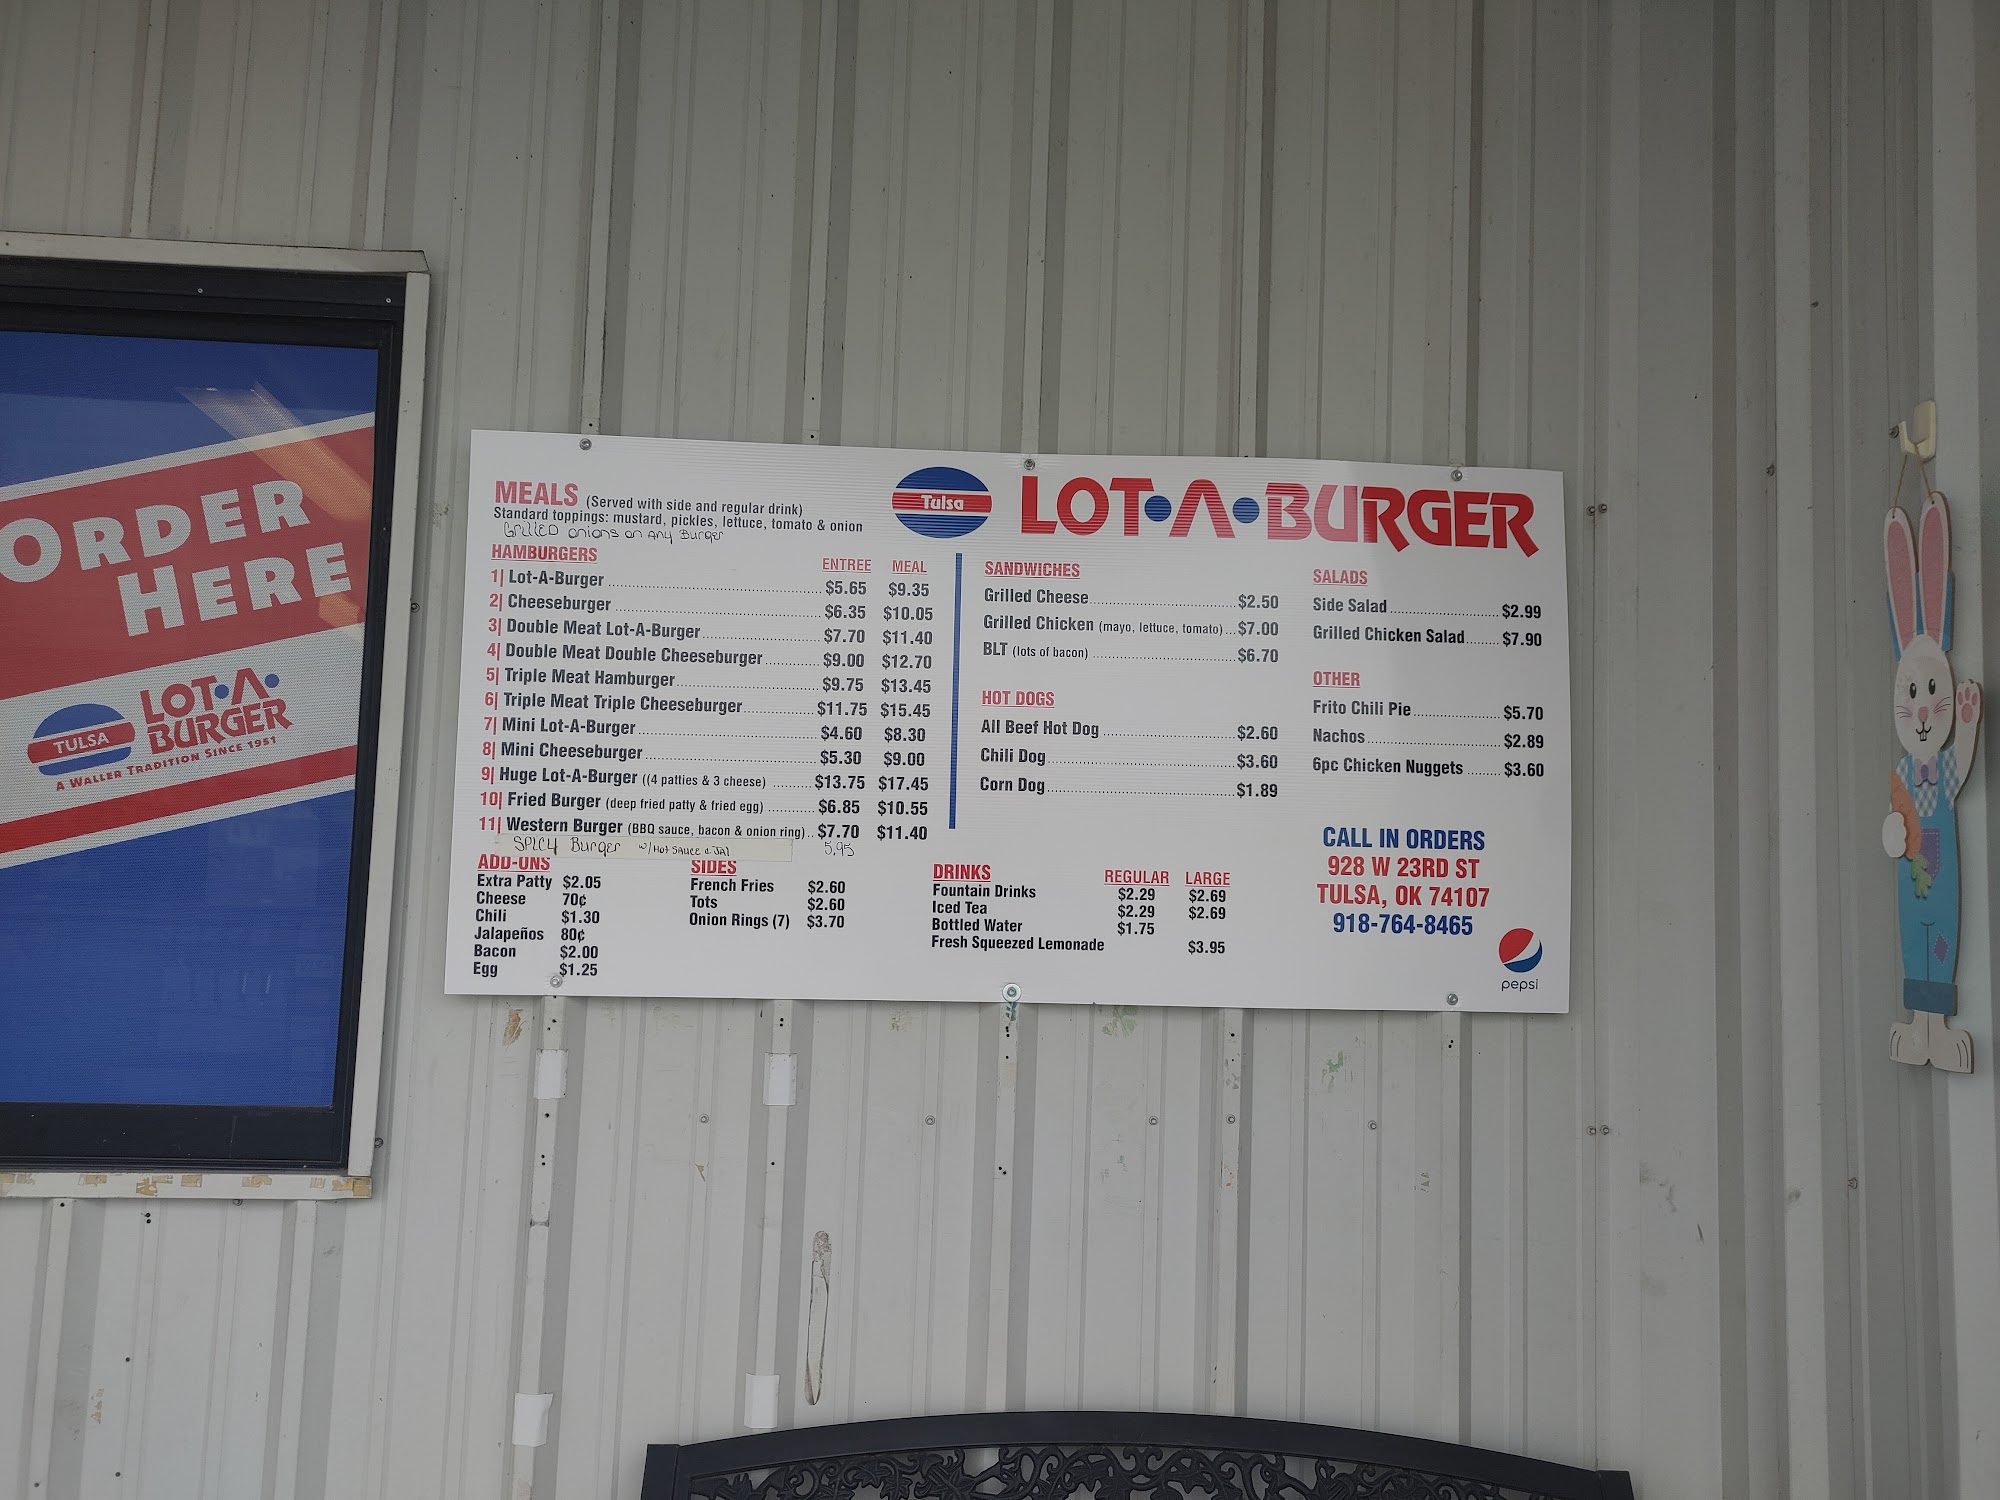 ORDER
HERE
TULSA
LOT•A•
BURGER
A WALLER TRADITION SINCE 1951
MEALS (Served with side and regular drink)
Standard toppings: mustard, pickles, lettuce, tomato & onion
Grilled onions on Any Burger
Tulsa
LOT•A•BURGER
HAMBURGERS ENTREE MEAL
1| Lot-A-Burger $5.65 $9.35
2| Cheeseburger $6.35 $10.05
3| Double Meat Lot-A-Burger $7.70 $11.40
4| Double Meat Double Cheeseburger $9.00 $12.70
5| Triple Meat Hamburger $9.75 $13.45
6| Triple Meat Triple Cheeseburger $11.75 $15.45
7| Mini Lot-A-Burger $4.60 $8.30
8| Mini Cheeseburger $5.30 $9.00
9| Huge Lot-A-Burger ((4 patties & 3 cheese) $13.75 $17.45
10| Fried Burger (deep fried patty & fried egg) $6.85 $10.55
11| Western Burger (BBQ sauce, bacon & onion ring) $7.70 $11.40
SPICY Burger w/Hot SAUCE & JAl 5.95
SANDWICHES
Grilled Cheese $2.50
Grilled Chicken (mayo, lettuce, tomato) $7.00
BLT (lots of bacon) $6.70
HOT DOGS
All Beef Hot Dog $2.60
Chili Dog $3.60
Corn Dog $1.89
SALADS
Side Salad $2.99
Grilled Chicken Salad $7.90
OTHER
Frito Chili Pie $5.70
Nachos $2.89
6pc Chicken Nuggets $3.60
ADD-ONS
Extra Patty $2.05
Cheese 70¢
Chili $1.30
Jalapeños 80¢
Bacon $2.00
Egg $1.25
SIDES
French Fries $2.60
Tots $2.60
Onion Rings (7) $3.70
DRINKS REGULAR LARGE
Fountain Drinks $2.29 $2.69
Iced Tea $2.29 $2.69
Bottled Water $1.75
Fresh Squeezed Lemonade $3.95
CALL IN ORDERS
928 W 23RD ST
TULSA, OK 74107
918-764-8465
pepsi